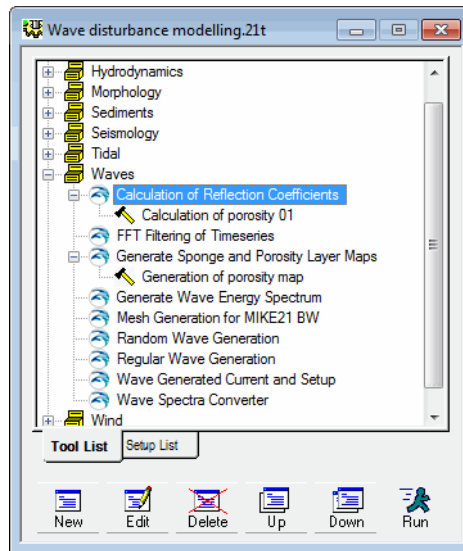 Wave disturbance modelling.21t
Hydrodynamics
Morphology
Sediments
Seismology
Tidal
Waves
Calculation of Reflection Coefficients
Calculation of porosity 01
FFT Filtering of Timeseries
Generate Sponge and Porosity Layer Maps
Generation of porosity map
Generate Wave Energy Spectrum
Mesh Generation for MIKE21 BW
Random Wave Generation
Regular Wave Generation
Wave Generated Current and Setup
Wave Spectra Converter
Wind
Tool List Setup List
New Edit Delete Up Down Run